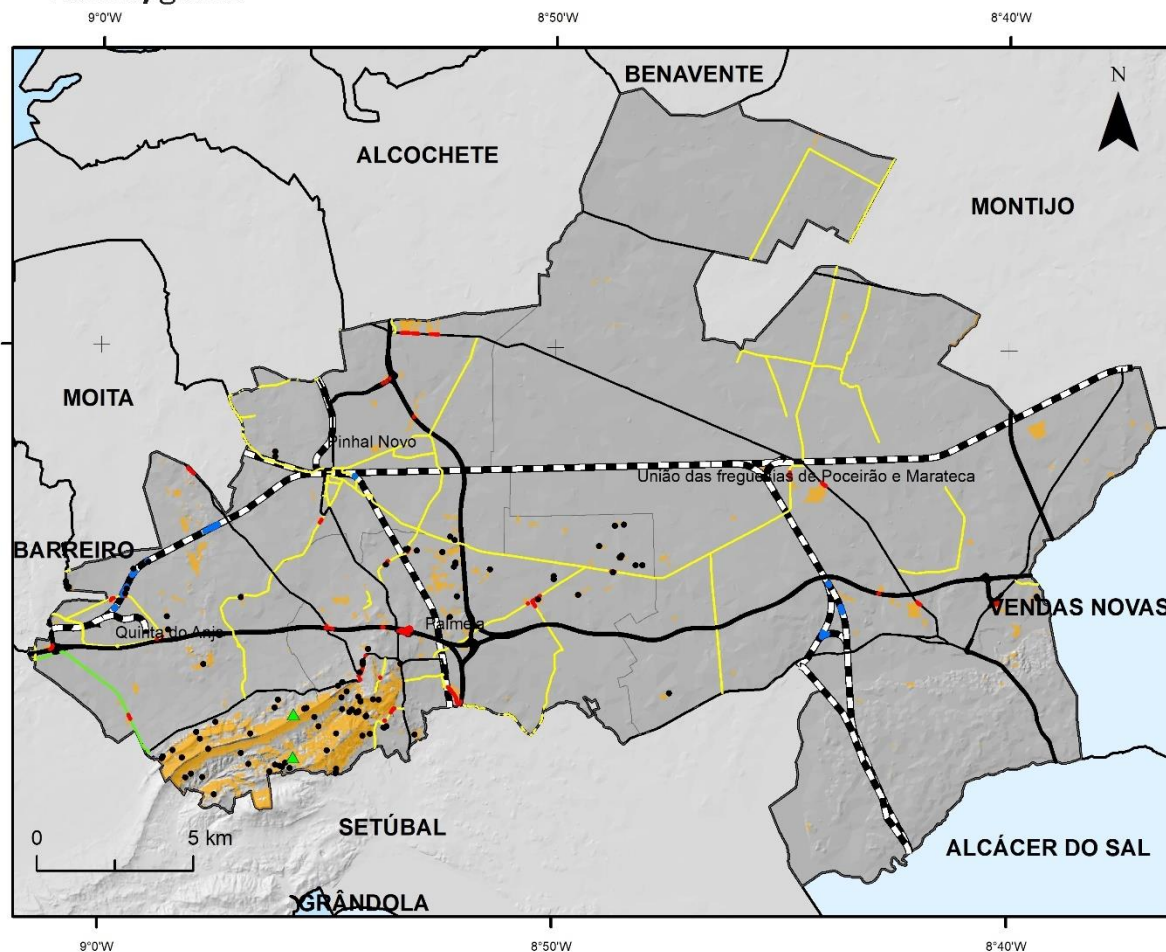 9°0'W 8°50'W 8°40'W
BENAVENTE
N
ALCOCHETE
MONTIJO
MOITA
Pinhal Novo
União das freguesias de Poceirão e Marateca
BARREIRO
VENDAS NOVAS
Quinta do Anjo
Palmela
0 5 km
SETÚBAL
ALCÁCER DO SAL
GRÂNDOLA
9°0'W 8°50'W 8°40'W